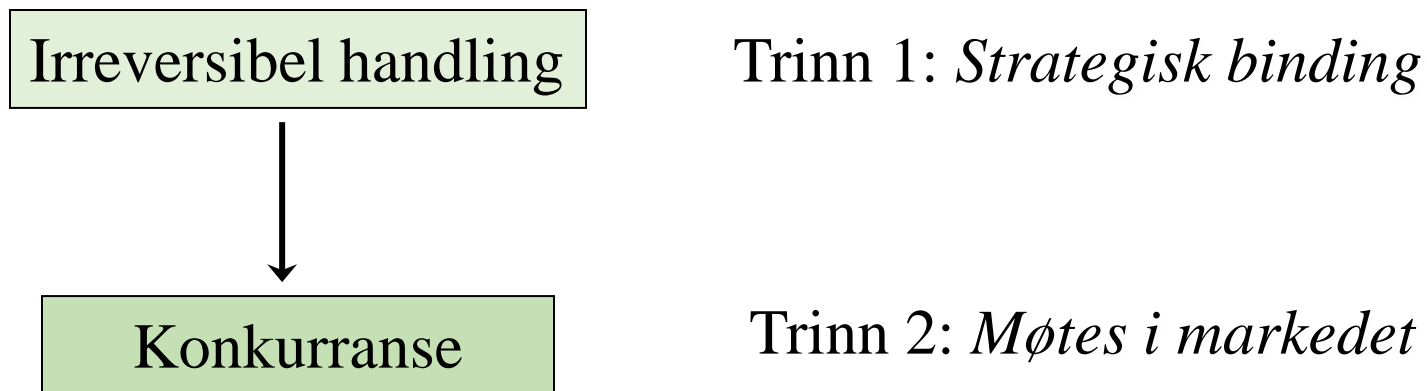 Irreversibel handling
Trinn 1: Strategisk binding
Konkurranse
Trinn 2: Møtes i markedet